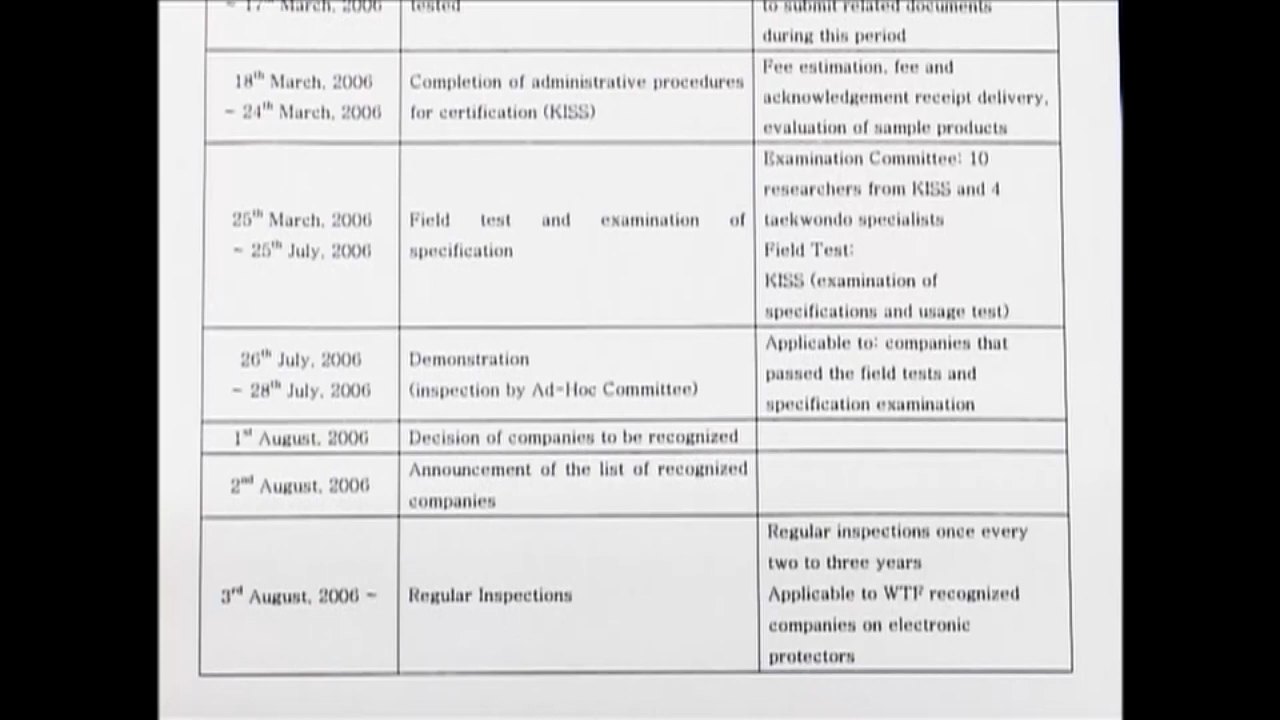 ~ 17th March, 2006
tested
to submit related documents
during this period
18th March, 2006
~ 24th March, 2006
Completion of administrative procedures
for certification (KISS)
Fee estimation, fee and
acknowledgement receipt delivery,
evaluation of sample products
25th March, 2006
~ 25th July, 2006
Field test and examination of
specification
Examination Committee: 10
researchers from KISS and 4
taekwondo specialists
Field Test:
KISS (examination of
specifications and usage test)
26th July, 2006
~ 28th July, 2006
Demonstration
(inspection by Ad-Hoc Committee)
Applicable to: companies that
passed the field tests and
specification examination
1st August, 2006
Decision of companies to be recognized
2nd August, 2006
Announcement of the list of recognized
companies
3rd August, 2006 ~
Regular Inspections
Regular inspections once every
two to three years
Applicable to WTF recognized
companies on electronic
protectors